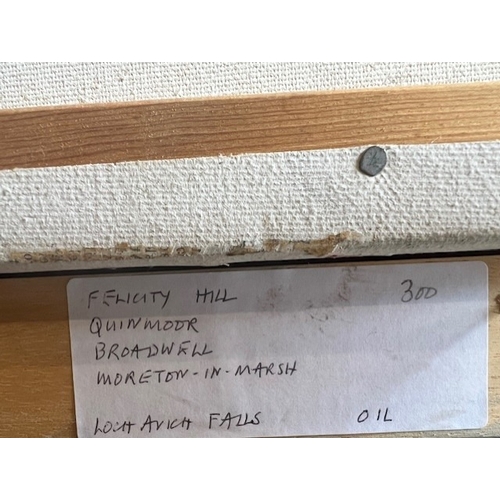 FELICITY HILL 300
QUINMOOR
BROADWELL
MORETON-IN-MARSH
LOCH AVICH FALLS OIL